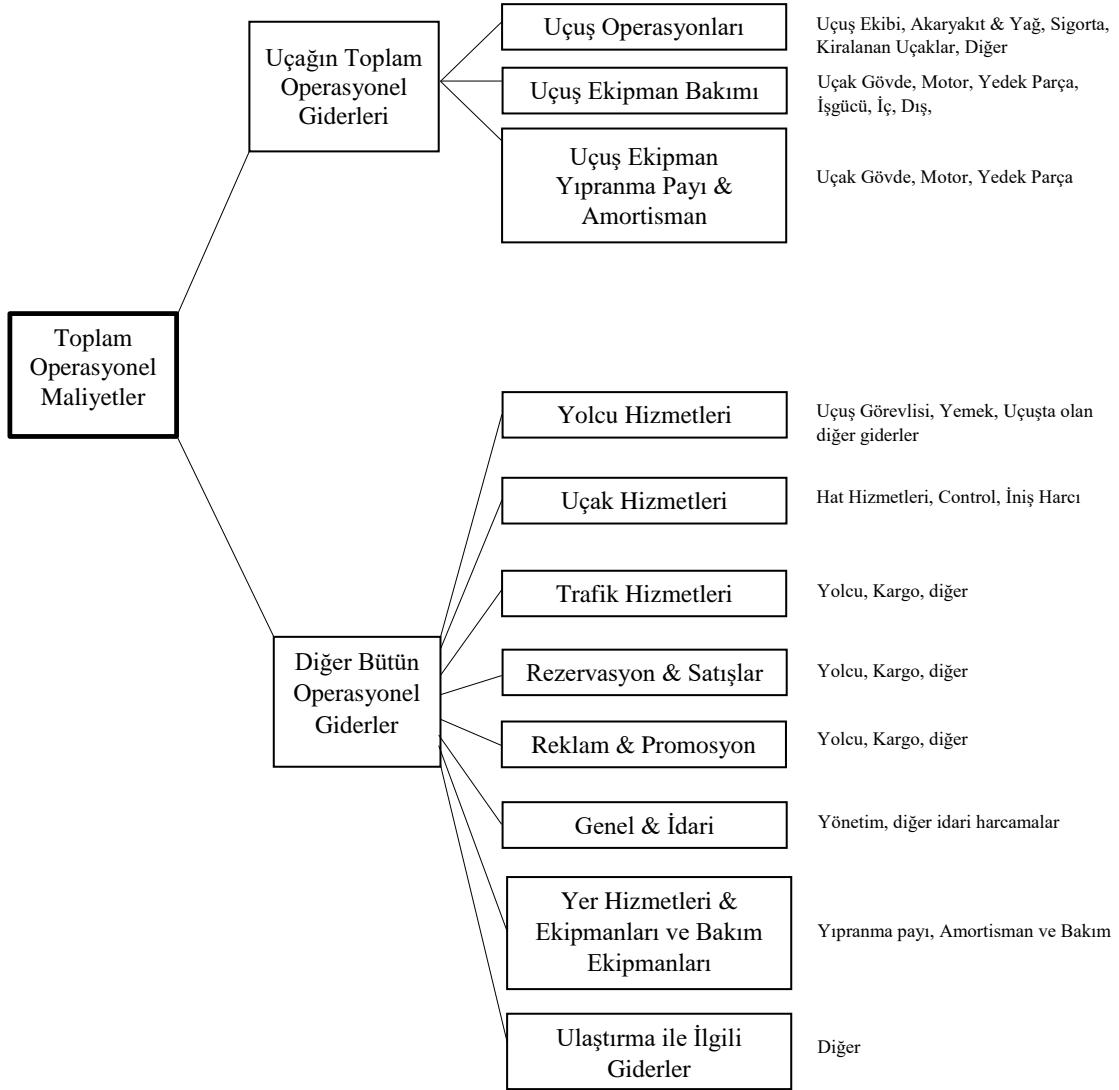 Uçuş Operasyonları
Uçuş Ekibi, Akaryakıt & Yağ, Sigorta,
Kiralanan Uçaklar, Diğer
Uçağın Toplam
Operasyonel
Giderleri
Uçuş Ekipman Bakımı
Uçak Gövde, Motor, Yedek Parça,
İşgücü, İç, Dış,
Uçuş Ekipman
Yıpranma Payı &
Amortisman
Uçak Gövde, Motor, Yedek Parça
Toplam
Operasyonel
Maliyetler
Yolcu Hizmetleri
Uçuş Görevlisi, Yemek, Uçuşta olan
diğer giderler
Uçak Hizmetleri
Hat Hizmetleri, Control, İniş Harcı
Trafik Hizmetleri
Yolcu, Kargo, diğer
Diğer Bütün
Operasyonel
Giderler
Rezervasyon & Satışlar
Yolcu, Kargo, diğer
Reklam & Promosyon
Yolcu, Kargo, diğer
Genel & İdari
Yönetim, diğer idari harcamalar
Yer Hizmetleri &
Ekipmanları ve Bakım
Ekipmanları
Yıpranma payı, Amortisman ve Bakım
Ulaştırma ile İlgili
Giderler
Diğer